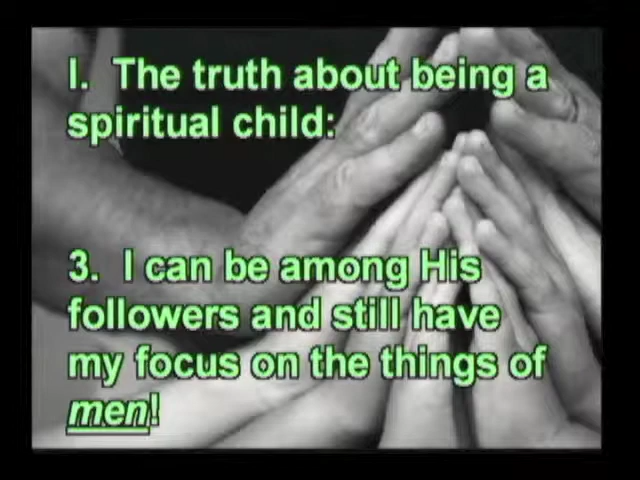 I. The truth about being a
spiritual child:
3. I can be among His
followers and still have
my focus on the things of
men!